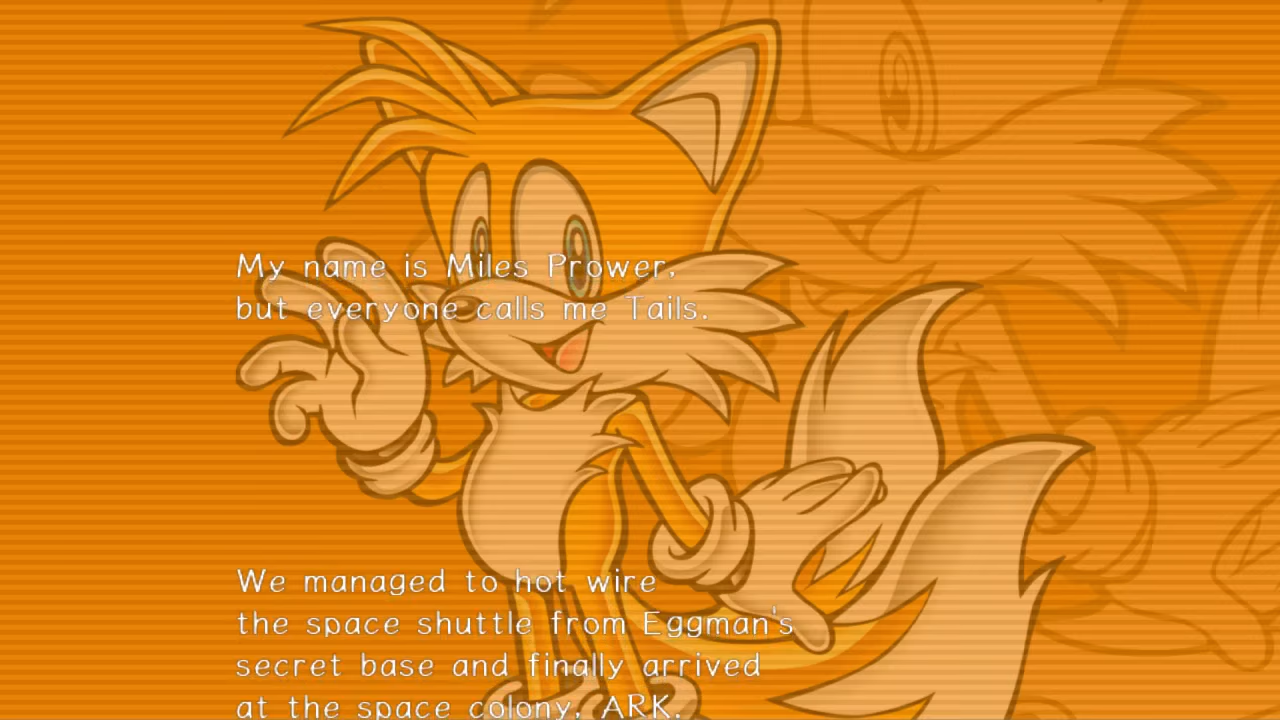 My name is Miles Prower,
but everyone calls me Tails.
We managed to hot wire
the space shuttle from Eggman's
secret base and finally arrived
at the space colony, ARK.